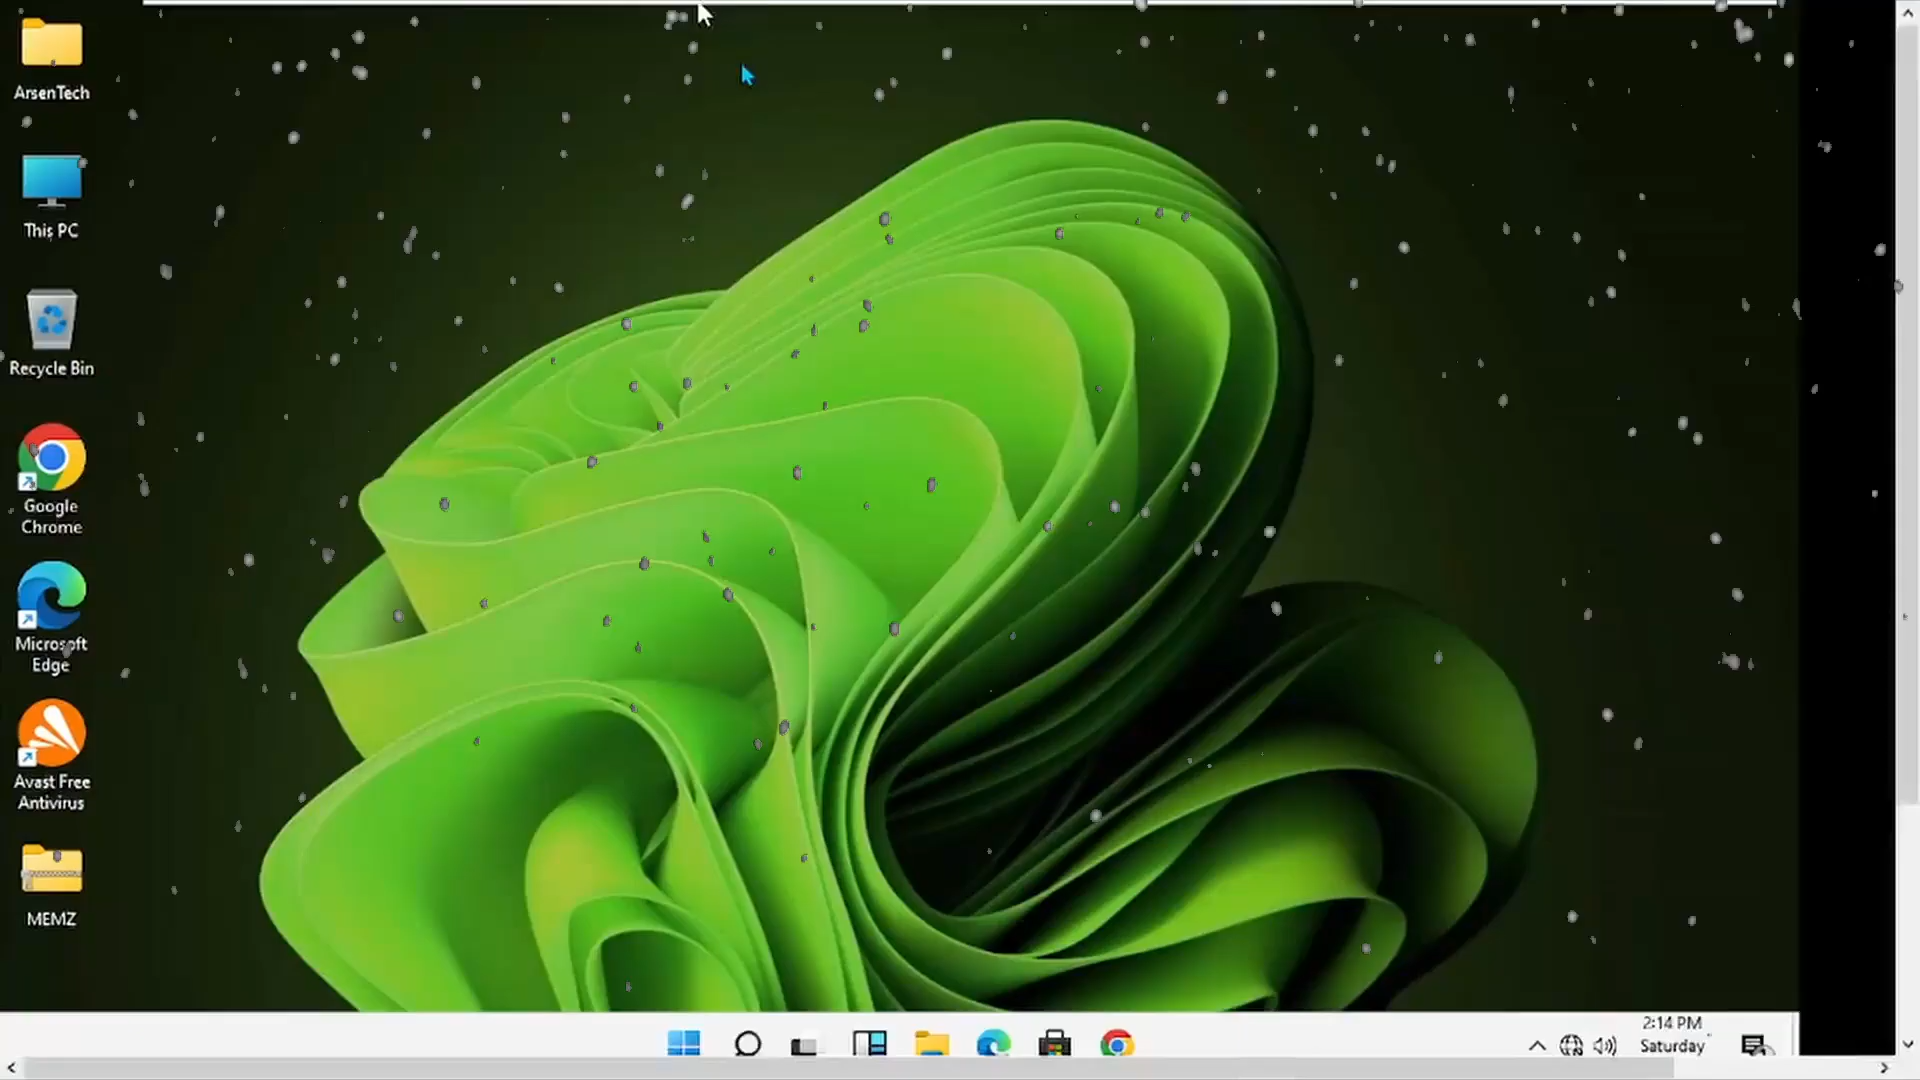 ArsenTech
This PC
Recycle Bin
Google
Chrome
Microsoft
Edge
Avast Free
Antivirus
MEMZ
2:14 PM
Saturday